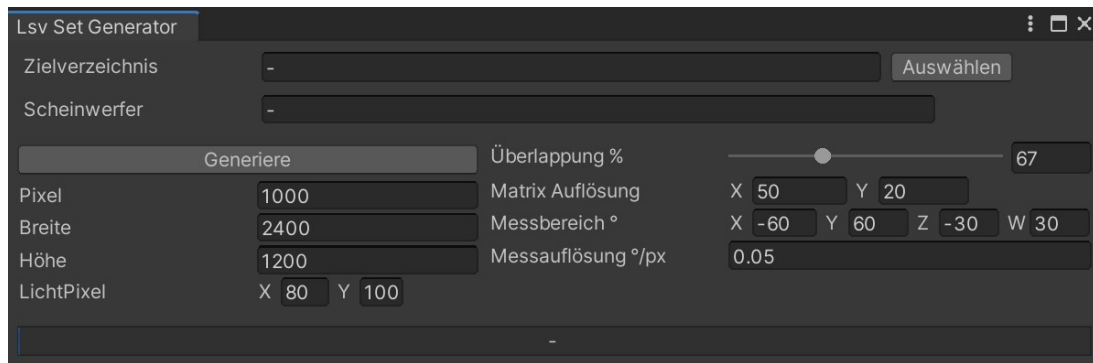 Lsv Set Generator
Zielverzeichnis - Auswählen
Scheinwerfer -
Generiere Überlappung % 67
Pixel 1000 Matrix Auflösung X 50 Y 20
Breite 2400 Messbereich ° X -60 Y 60 Z -30 W 30
Höhe 1200 Messauflösung °/px 0.05
LichtPixel X 80 Y 100
-